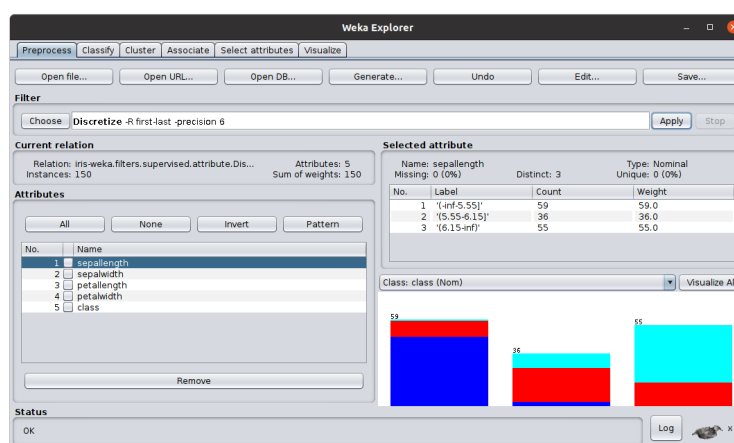 Weka Explorer
Preprocess Classify Cluster Associate Select attributes Visualize
Open file... Open URL... Open DB... Generate... Undo Edit... Save...
Filter
Choose Discretize -R first-last -precision 6 Apply Stop
Current relation
Relation: iris-weka.filters.supervised.attribute.Dis... Attributes: 5
Instances: 150 Sum of weights: 150
Attributes
All None Invert Pattern
No. Name
1 sepallength
2 sepalwidth
3 petallength
4 petalwidth
5 class
Remove
Selected attribute
Name: sepallength Type: Nominal
Missing: 0 (0%) Distinct: 3 Unique: 0 (0%)
No. Label Count Weight
1 '(-inf-5.55]' 59 59.0
2 '(5.55-6.15]' 36 36.0
3 '(6.15-inf)' 55 55.0
Class: class (Nom) Visualize Al
59
36
55
Status
OK
Log x